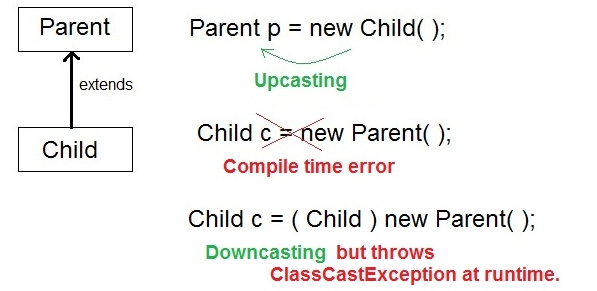 Parent
extends
Child
Parent p = new Child( );
Upcasting
Child c = new Parent( );
Compile time error
Child c = ( Child ) new Parent( );
Downcasting but throws
ClassCastException at runtime.